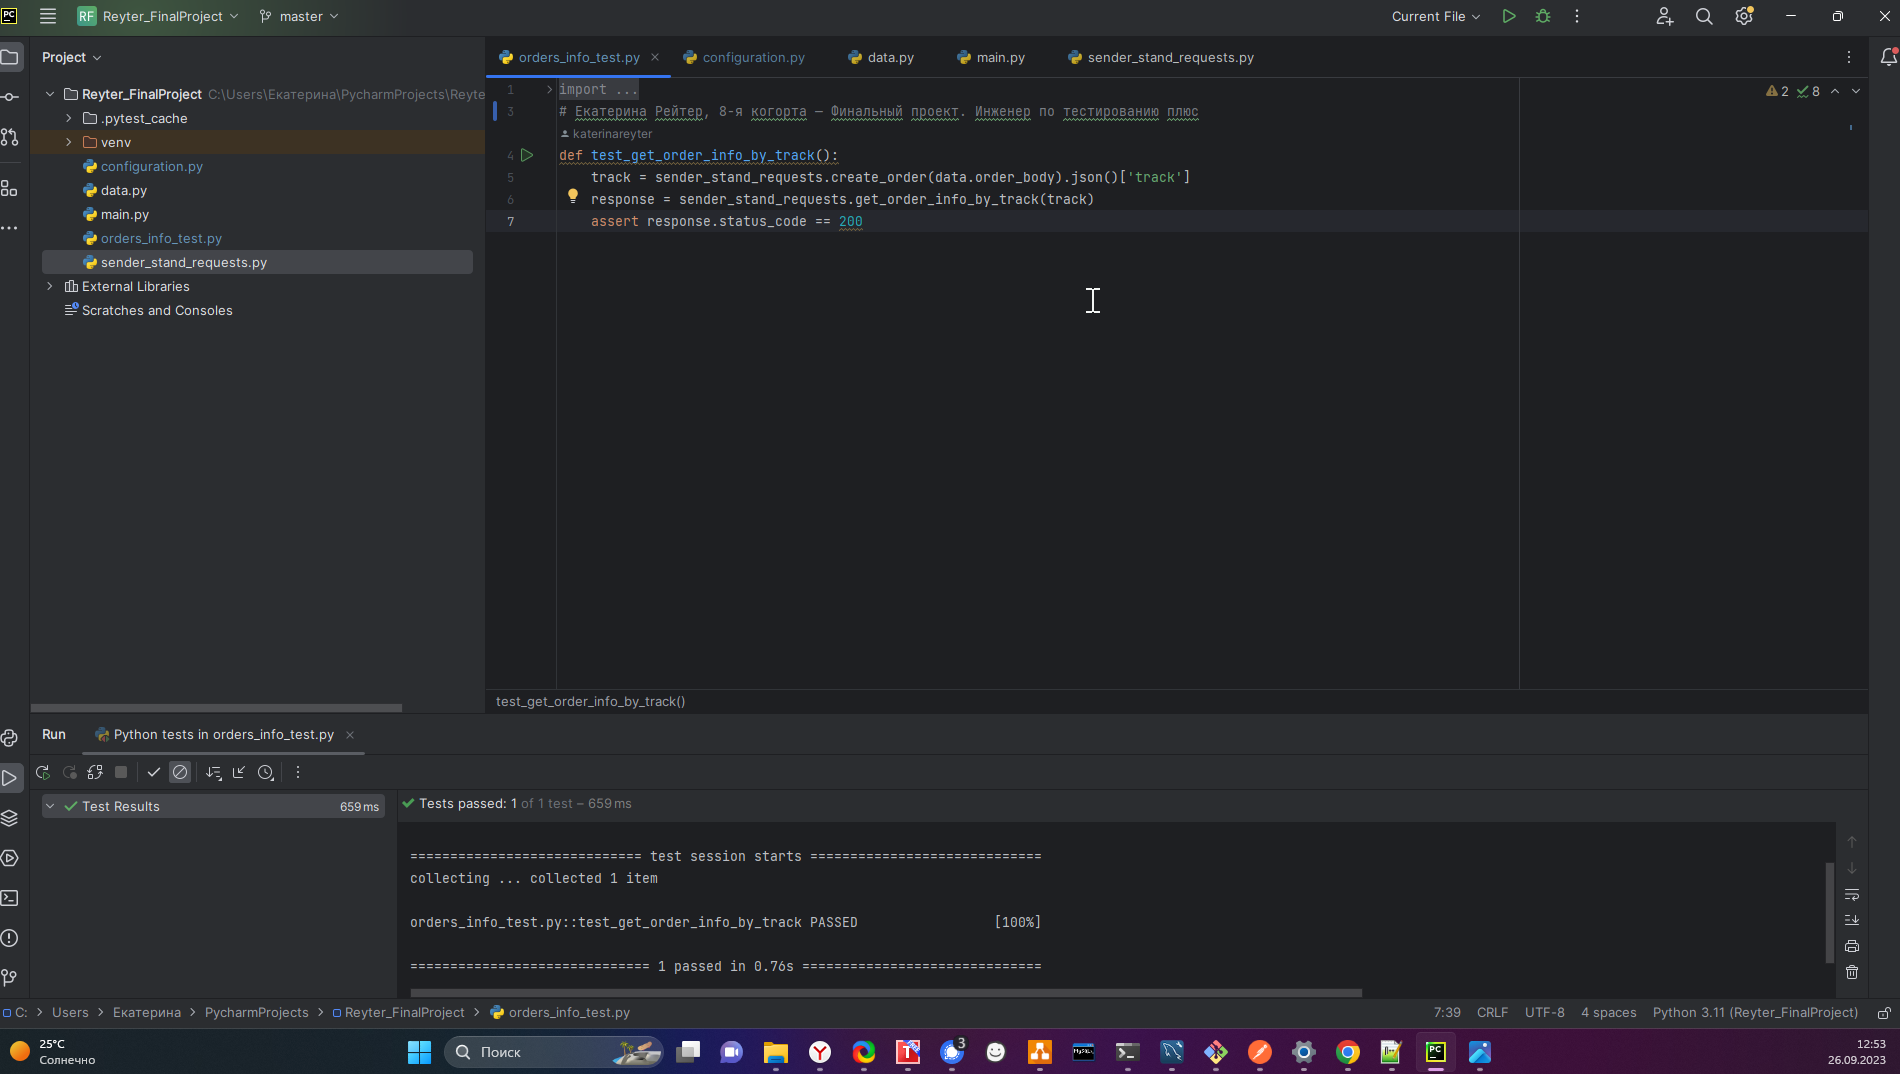 PC RF Reyter_FinalProject master Current File
Project
orders_info_test.py configuration.py data.py main.py sender_stand_requests.py
Reyter_FinalProject C:\Users\Екатерина\PycharmProjects\Reyte
.pytest_cache
venv
configuration.py
data.py
main.py
orders_info_test.py
sender_stand_requests.py
External Libraries
Scratches and Consoles
1 import ...
2 8
3 # Екатерина Рейтер, 8-я когорта — Финальный проект. Инженер по тестированию плюс
katerinareyter
4 def test_get_order_info_by_track():
5 track = sender_stand_requests.create_order(data.order_body).json()['track']
6 response = sender_stand_requests.get_order_info_by_track(track)
7 assert response.status_code == 200
test_get_order_info_by_track()
Run Python tests in orders_info_test.py
Test Results 659 ms
Tests passed: 1 of 1 test – 659 ms
============================= test session starts =============================
collecting ... collected 1 item
orders_info_test.py::test_get_order_info_by_track PASSED [100%]
============================== 1 passed in 0.76s ==============================
C: > Users > Екатерина > PycharmProjects > Reyter_FinalProject > orders_info_test.py
7:39 CRLF UTF-8 4 spaces Python 3.11 (Reyter_FinalProject)
25°C
Солнечно
Поиск
3
MySQL
PC
12:53
26.09.2023